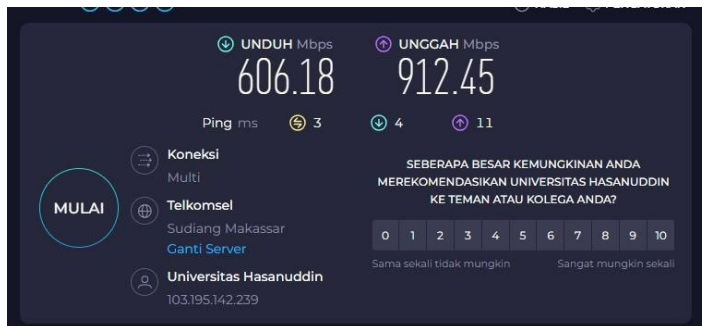 UNDUH Mbps
606.18
UNGGAH Mbps
912.45
Ping ms 3 4 11
MULAI
Koneksi
Multi
Telkomsel
Sudiang Makassar
Ganti Server
Universitas Hasanuddin
103.195.142.239
SEBERAPA BESAR KEMUNGKINAN ANDA
MEREKOMENDASIKAN UNIVERSITAS HASANUDDIN
KE TEMAN ATAU KOLEGA ANDA?
0 1 2 3 4 5 6 7 8 9 10
Sama sekali tidak mungkin Sangat mungkin sekali